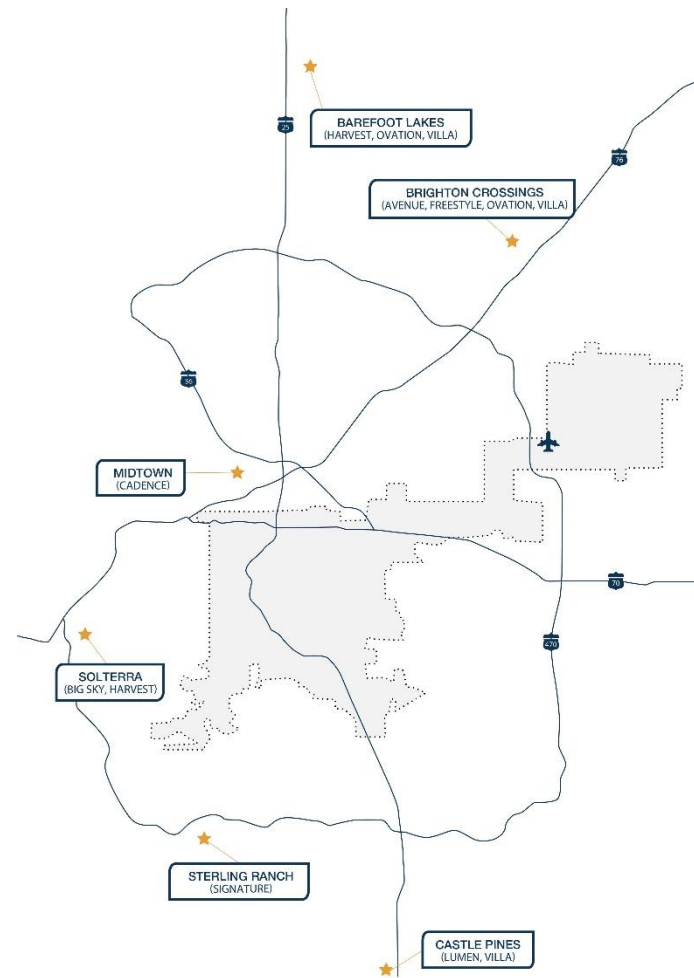 BAREFOOT LAKES
(HARVEST, OVATION, VILLA)
25
76
BRIGHTON CROSSINGS
(AVENUE, FREESTYLE, OVATION, VILLA)
36
MIDTOWN
(CADENCE)
70
470
SOLTERRA
(BIG SKY, HARVEST)
STERLING RANCH
(SIGNATURE)
CASTLE PINES
(LUMEN, VILLA)